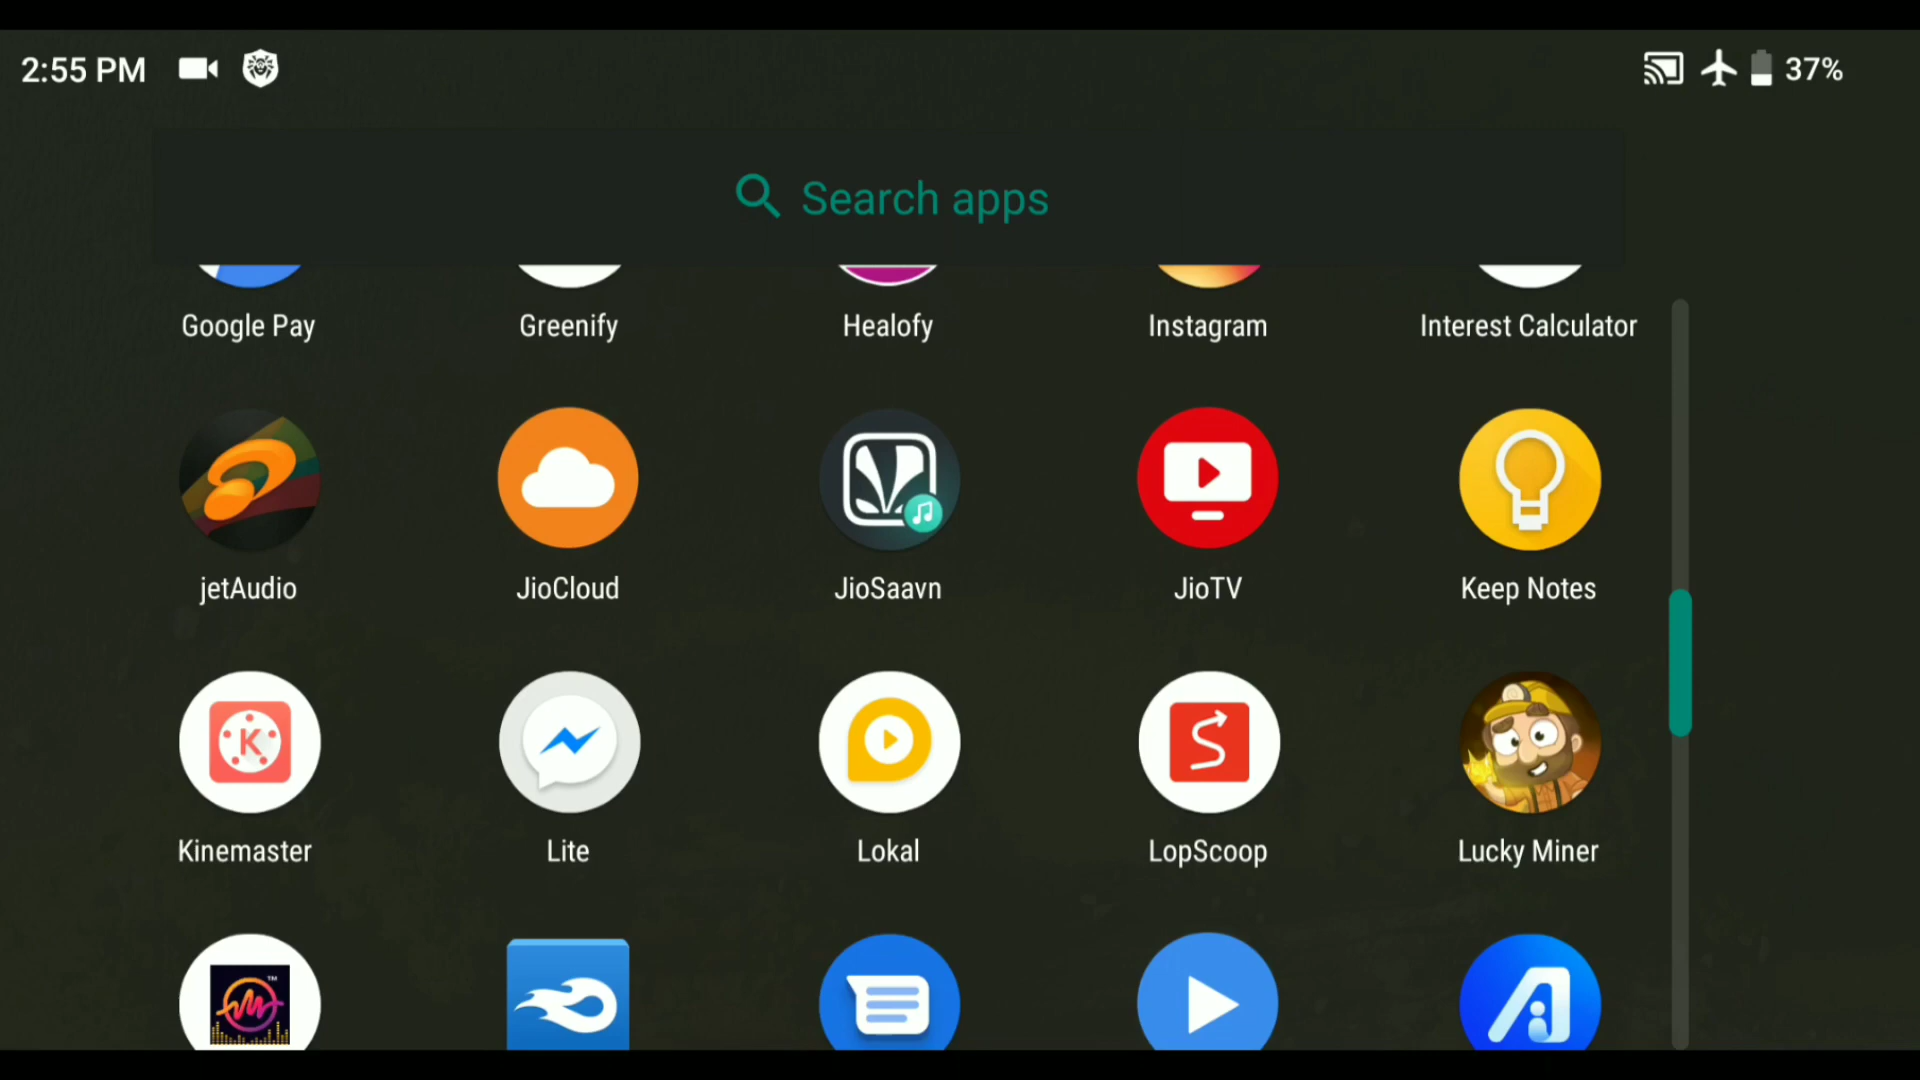 2:55 PM 37%
Search apps
Google Pay Greenify Healofy Instagram Interest Calculator
jetAudio JioCloud JioSaavn JioTV Keep Notes
K
Kinemaster Lite Lokal LopScoop Lucky Miner
TM